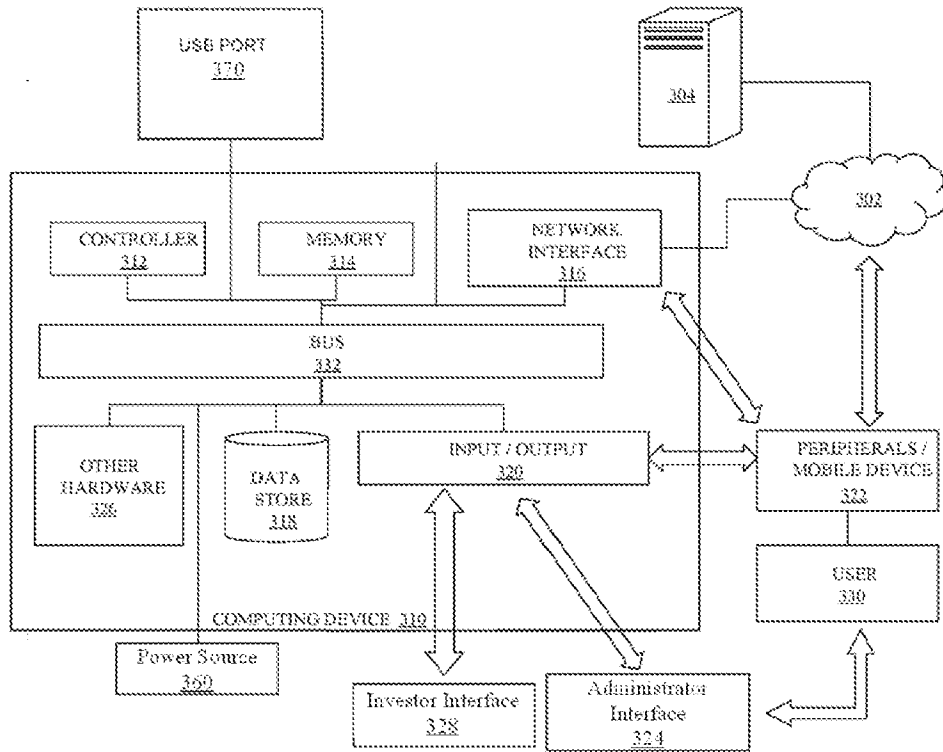 USB PORT
370
304
302
CONTROLLER
312
MEMORY
314
NETWORK
INTERFACE
316
BUS
332
OTHER
HARDWARE
326
DATA
STORE
318
INPUT / OUTPUT
320
PERIPHERALS /
MOBILE DEVICE
322
USER
330
COMPUTING DEVICE 310
Power Source
360
Investor Interface
328
Administrator
Interface
324